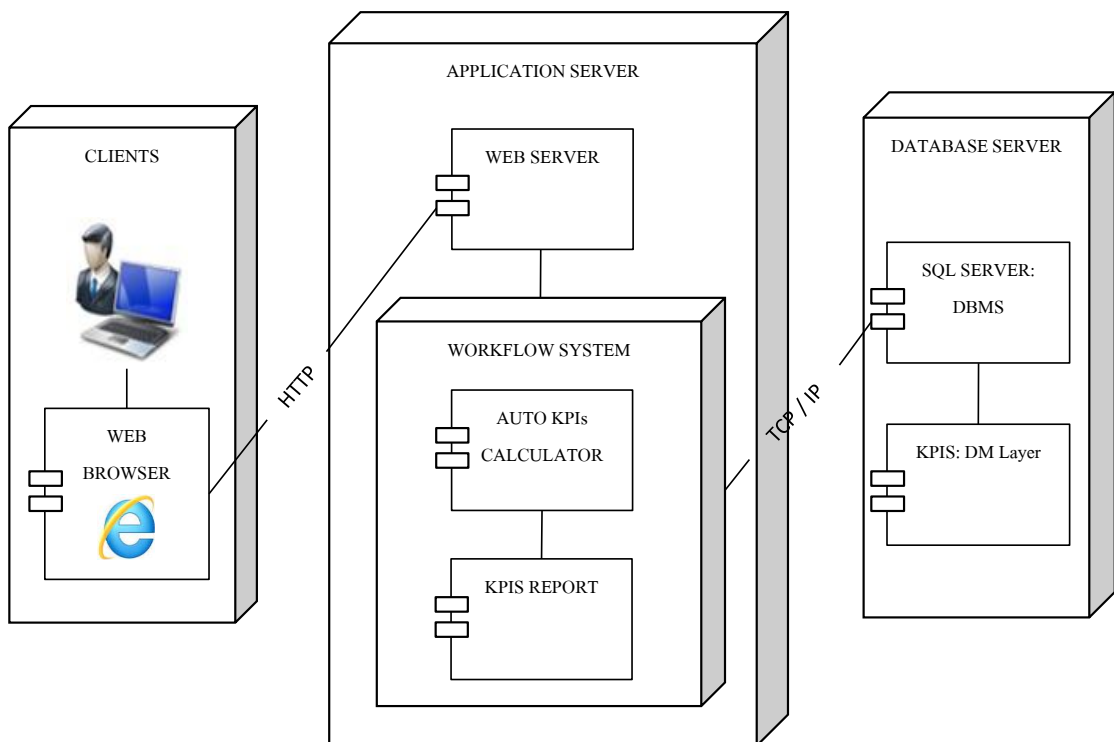 CLIENTS
WEB
BROWSER
HTTP
APPLICATION SERVER
WEB SERVER
WORKFLOW SYSTEM
AUTO KPIs
CALCULATOR
KPIS REPORT
TCP / IP
DATABASE SERVER
SQL SERVER:
DBMS
KPIS: DM Layer